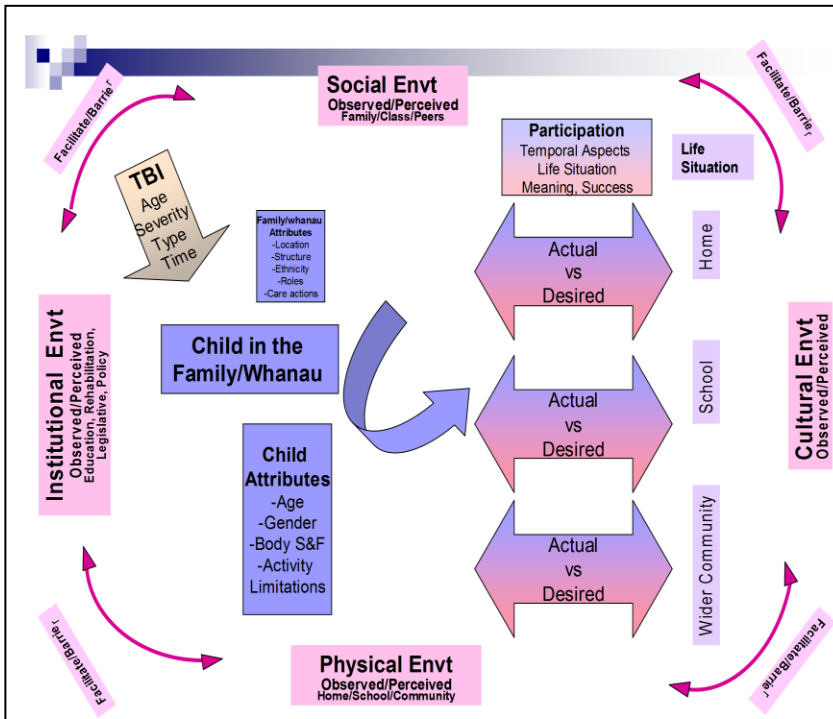 Social Envt
Observed/Perceived
Family/Class/Peers
Facilitate/Barrier
Facilitate/Barrier
TBI
Age
Severity
Type
Time
Participation
Temporal Aspects
Life Situation
Meaning, Success
Life
Situation
Family/whanau
Attributes
-Location
-Structure
-Ethnicity
-Roles
-Care actions
Actual
vs
Desired
Home
Institutional Envt
Observed/Perceived
Education, Rehabilitation,
Legislative, Policy
Child in the
Family/Whanau
Actual
vs
Desired
School
Cultural Envt
Observed/Perceived
Child
Attributes
-Age
-Gender
-Body S&F
-Activity
Limitations
Actual
vs
Desired
Wider Community
Facilitate/Barrier
Physical Envt
Observed/Perceived
Home/School/Community
Facilitate/Barrier